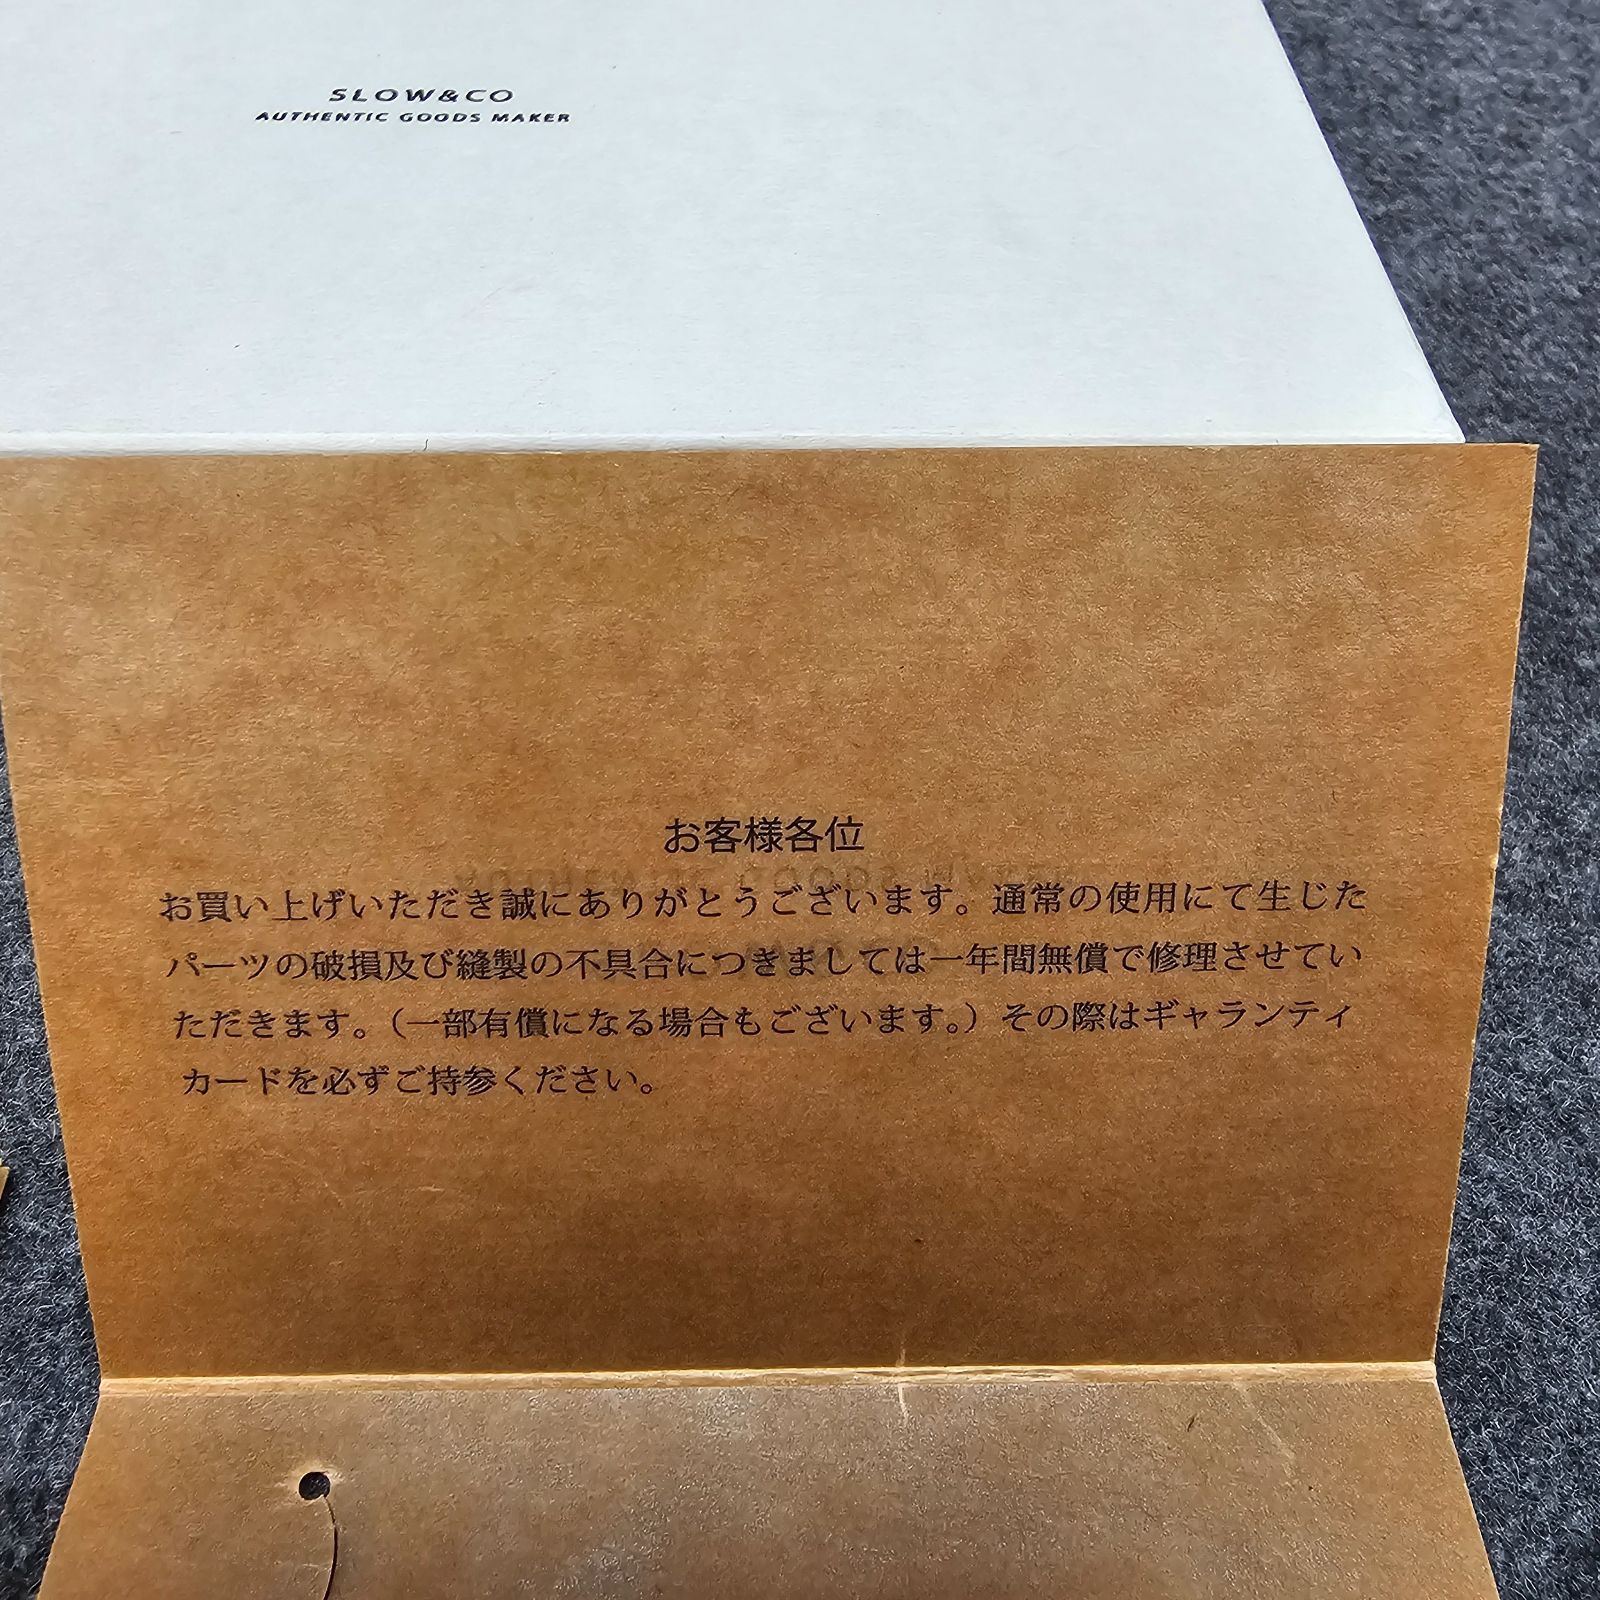 SLOW&CO
AUTHENTIC GOODS MAKER
お客様各位
お買い上げいただき誠にありがとうございます。通常の使用にて生じた
パーツの破損及び縫製の不具合につきましては一年間無償で修理させてい
ただきます。（一部有償になる場合もございます。）その際はギャランティ
カードを必ずご持参ください。